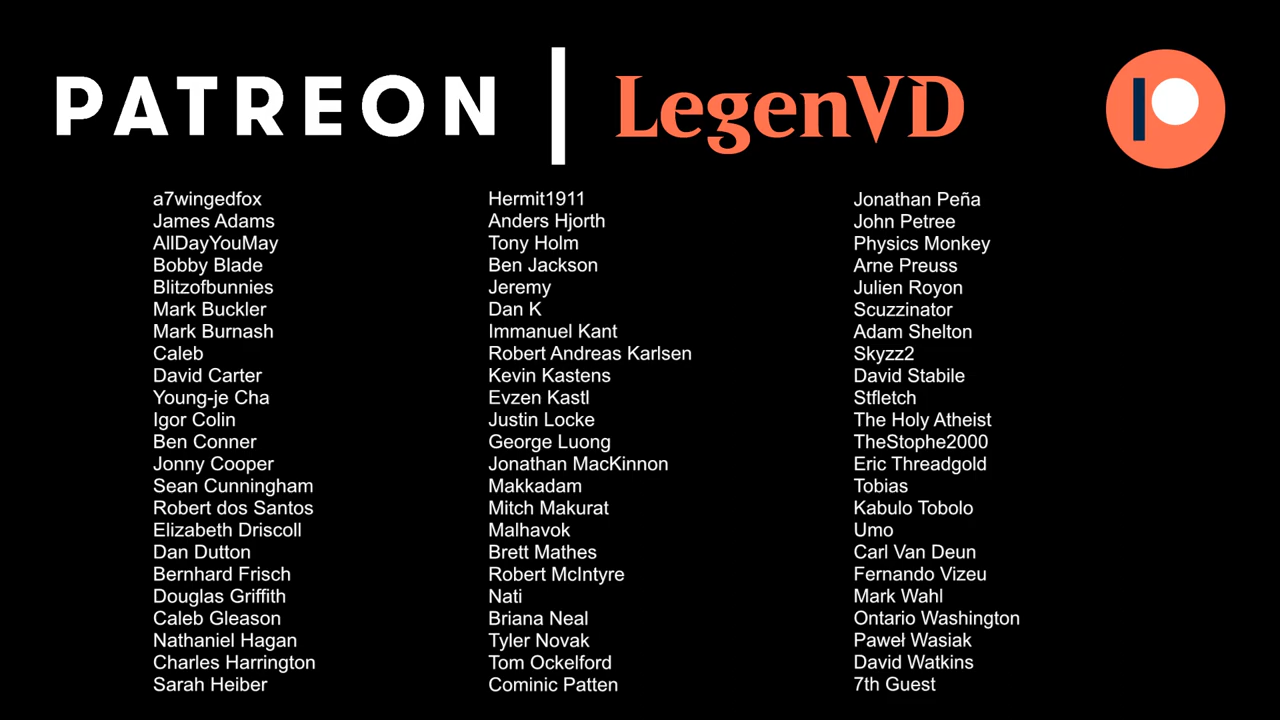 PATREON | LegenVD
a7wingedfox
James Adams
AllDayYouMay
Bobby Blade
Blitzofbunnies
Mark Buckler
Mark Burnash
Caleb
David Carter
Young-je Cha
Igor Colin
Ben Conner
Jonny Cooper
Sean Cunningham
Robert dos Santos
Elizabeth Driscoll
Dan Dutton
Bernhard Frisch
Douglas Griffith
Caleb Gleason
Nathaniel Hagan
Charles Harrington
Sarah Heiber
Hermit1911
Anders Hjorth
Tony Holm
Ben Jackson
Jeremy
Dan K
Immanuel Kant
Robert Andreas Karlsen
Kevin Kastens
Evzen Kastl
Justin Locke
George Luong
Jonathan MacKinnon
Makkadam
Mitch Makurat
Malhavok
Brett Mathes
Robert McIntyre
Nati
Briana Neal
Tyler Novak
Tom Ockelford
Cominic Patten
Jonathan Peña
John Petree
Physics Monkey
Arne Preuss
Julien Royon
Scuzzinator
Adam Shelton
Skyzz2
David Stabile
Stfletch
The Holy Atheist
TheStophe2000
Eric Threadgold
Tobias
Kabulo Tobolo
Umo
Carl Van Deun
Fernando Vizeu
Mark Wahl
Ontario Washington
Paweł Wasiak
David Watkins
7th Guest